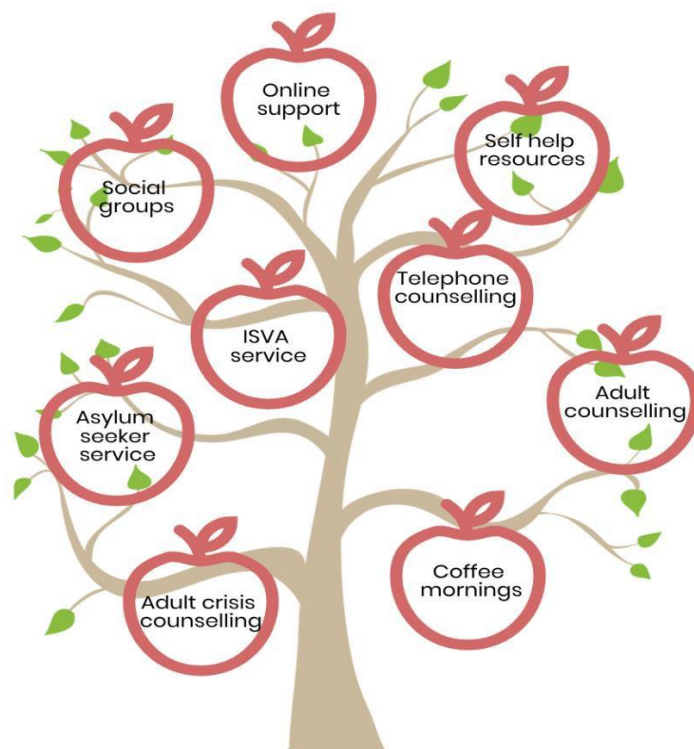 Online
support
Self help
resources
Social
groups
Telephone
counselling
ISVA
service
Adult
counselling
Asylum
seeker
service
Coffee
mornings
Adult crisis
counselling